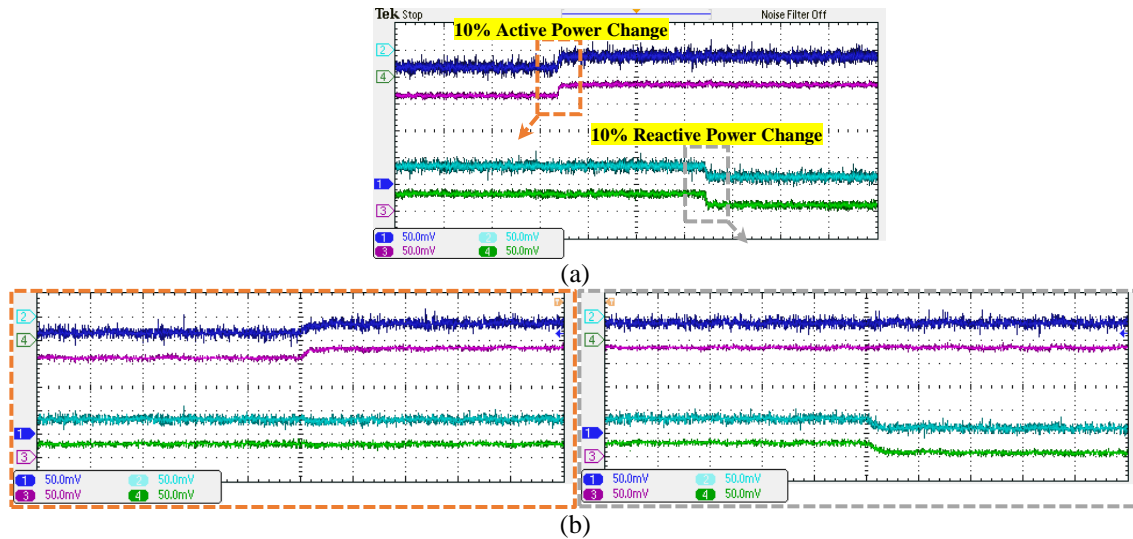 Tek Stop Noise Filter Off
10% Active Power Change
2
4
10% Reactive Power Change
1
3
1 50.0mV 2 50.0mV
3 50.0mV 4 50.0mV
(a)
T
2
4
1
3
1 50.0mV 2 50.0mV
3 50.0mV 4 50.0mV
T
2
4
1
3
1 50.0mV 2 50.0mV
3 50.0mV 4 50.0mV
(b)